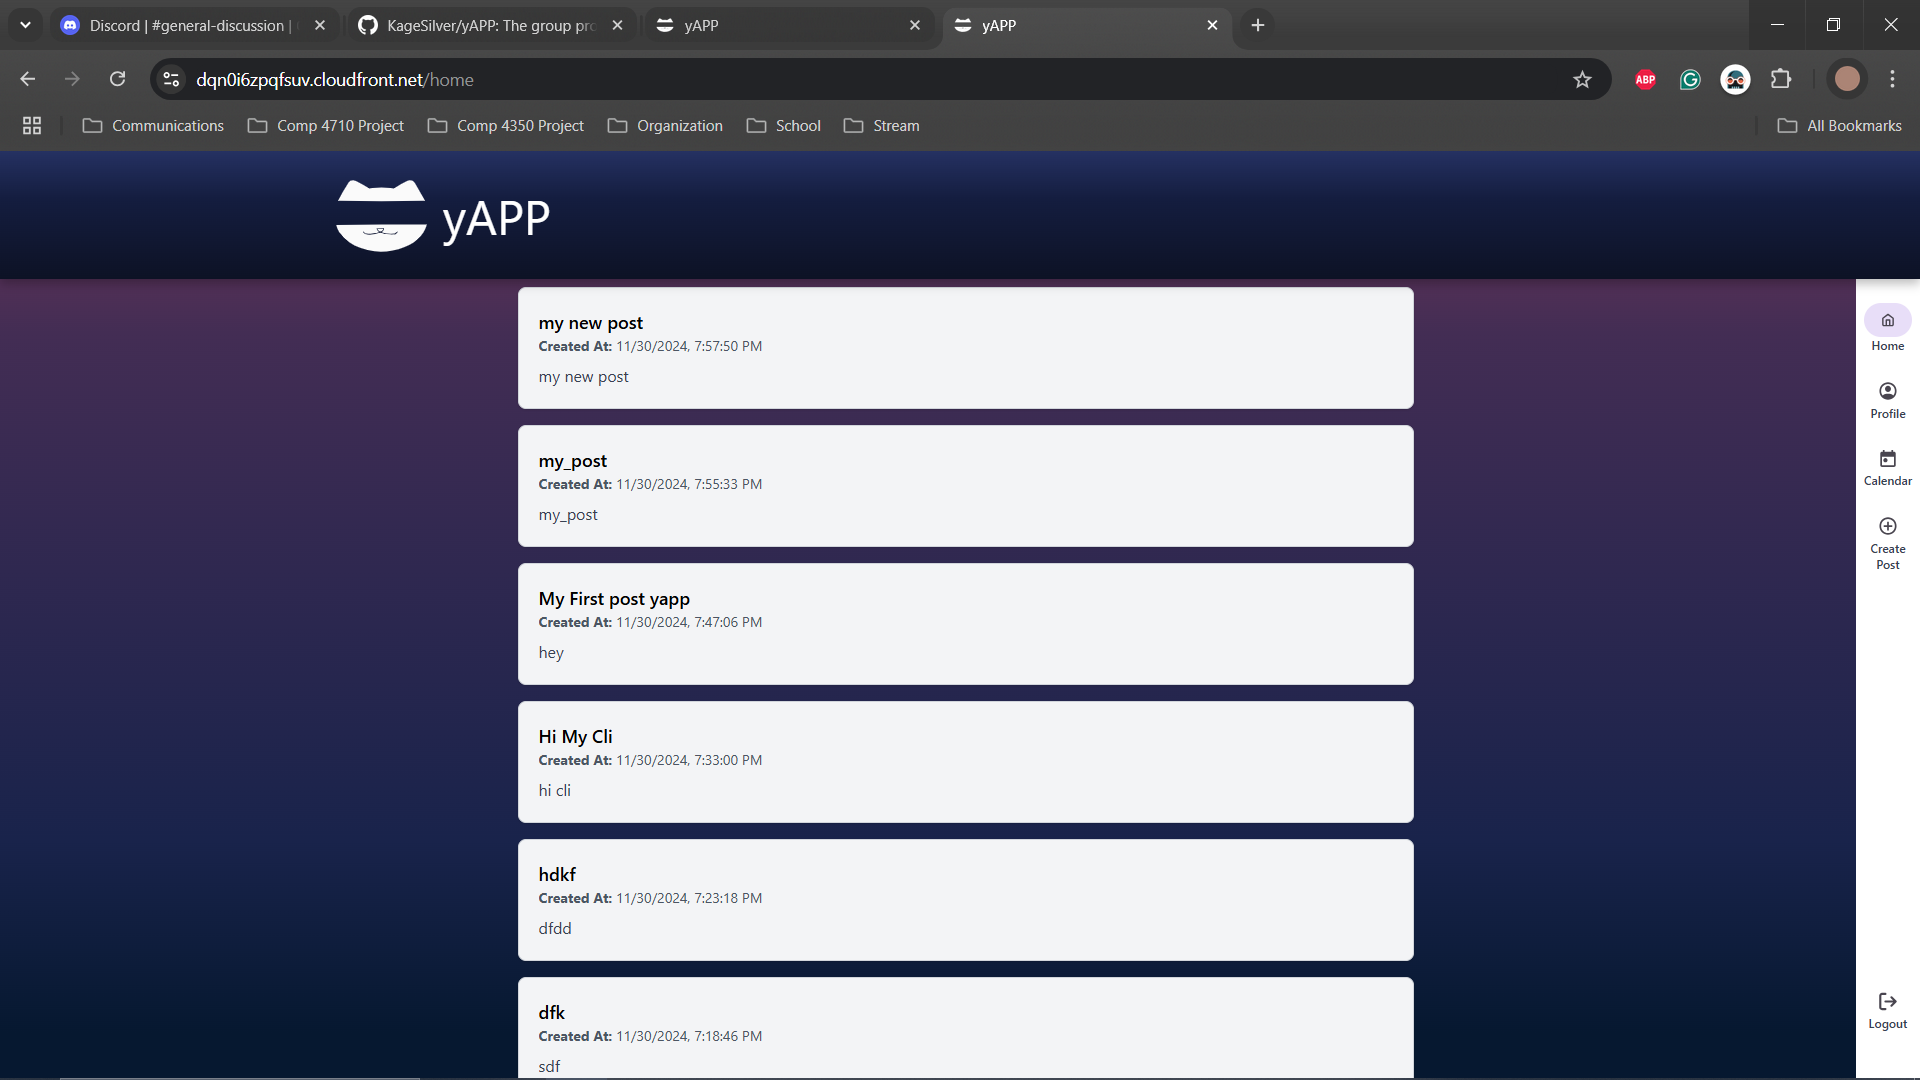 Discord | #general-discussion |
KageSilver/yAPP: The group pro
yAPP
yAPP
dqn0i6zpqfsuv.cloudfront.net/home
ABP
Communications
Comp 4710 Project
Comp 4350 Project
Organization
School
Stream
All Bookmarks
yAPP
my new post
Created At: 11/30/2024, 7:57:50 PM
my new post
my_post
Created At: 11/30/2024, 7:55:33 PM
my_post
My First post yapp
Created At: 11/30/2024, 7:47:06 PM
hey
Hi My Cli
Created At: 11/30/2024, 7:33:00 PM
hi cli
hdkf
Created At: 11/30/2024, 7:23:18 PM
dfdd
dfk
Created At: 11/30/2024, 7:18:46 PM
sdf
Home
Profile
Calendar
Create
Post
Logout